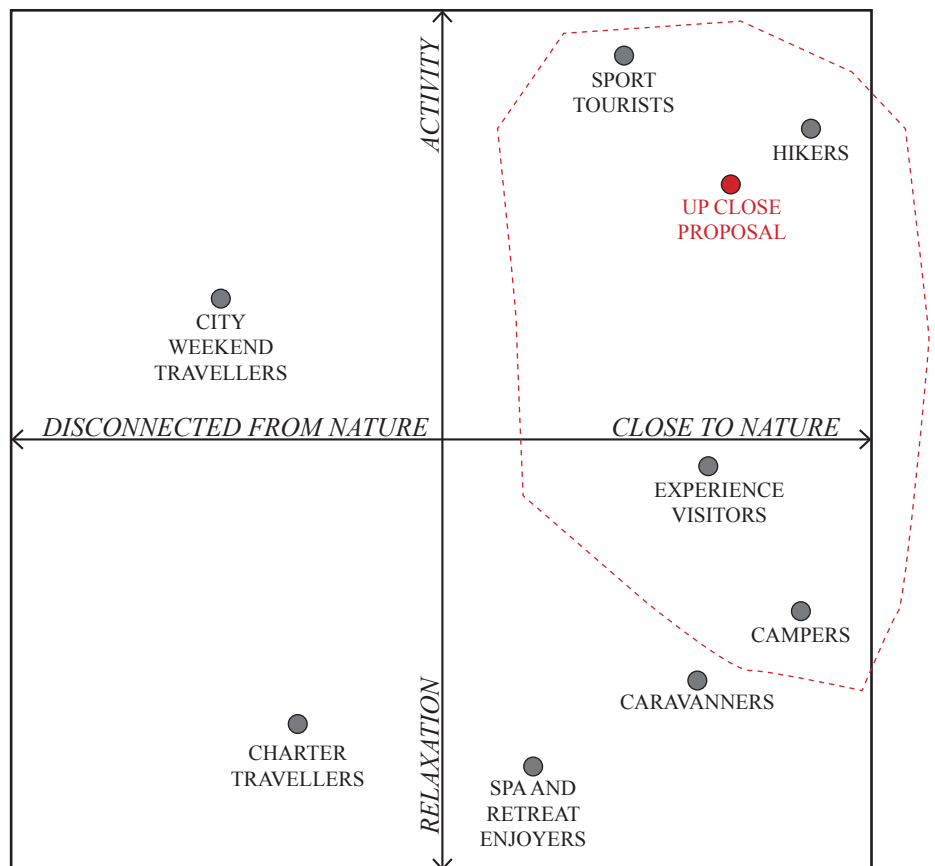 ACTIVITY
SPORT
TOURISTS
HIKERS
UP CLOSE
PROPOSAL
CITY
WEEKEND
TRAVELLERS
DISCONNECTED FROM NATURE
CLOSE TO NATURE
EXPERIENCE
VISITORS
CAMPERS
CARAVANNERS
RELAXATION
CHARTER
TRAVELLERS
SPA AND
RETREAT
ENJOYERS